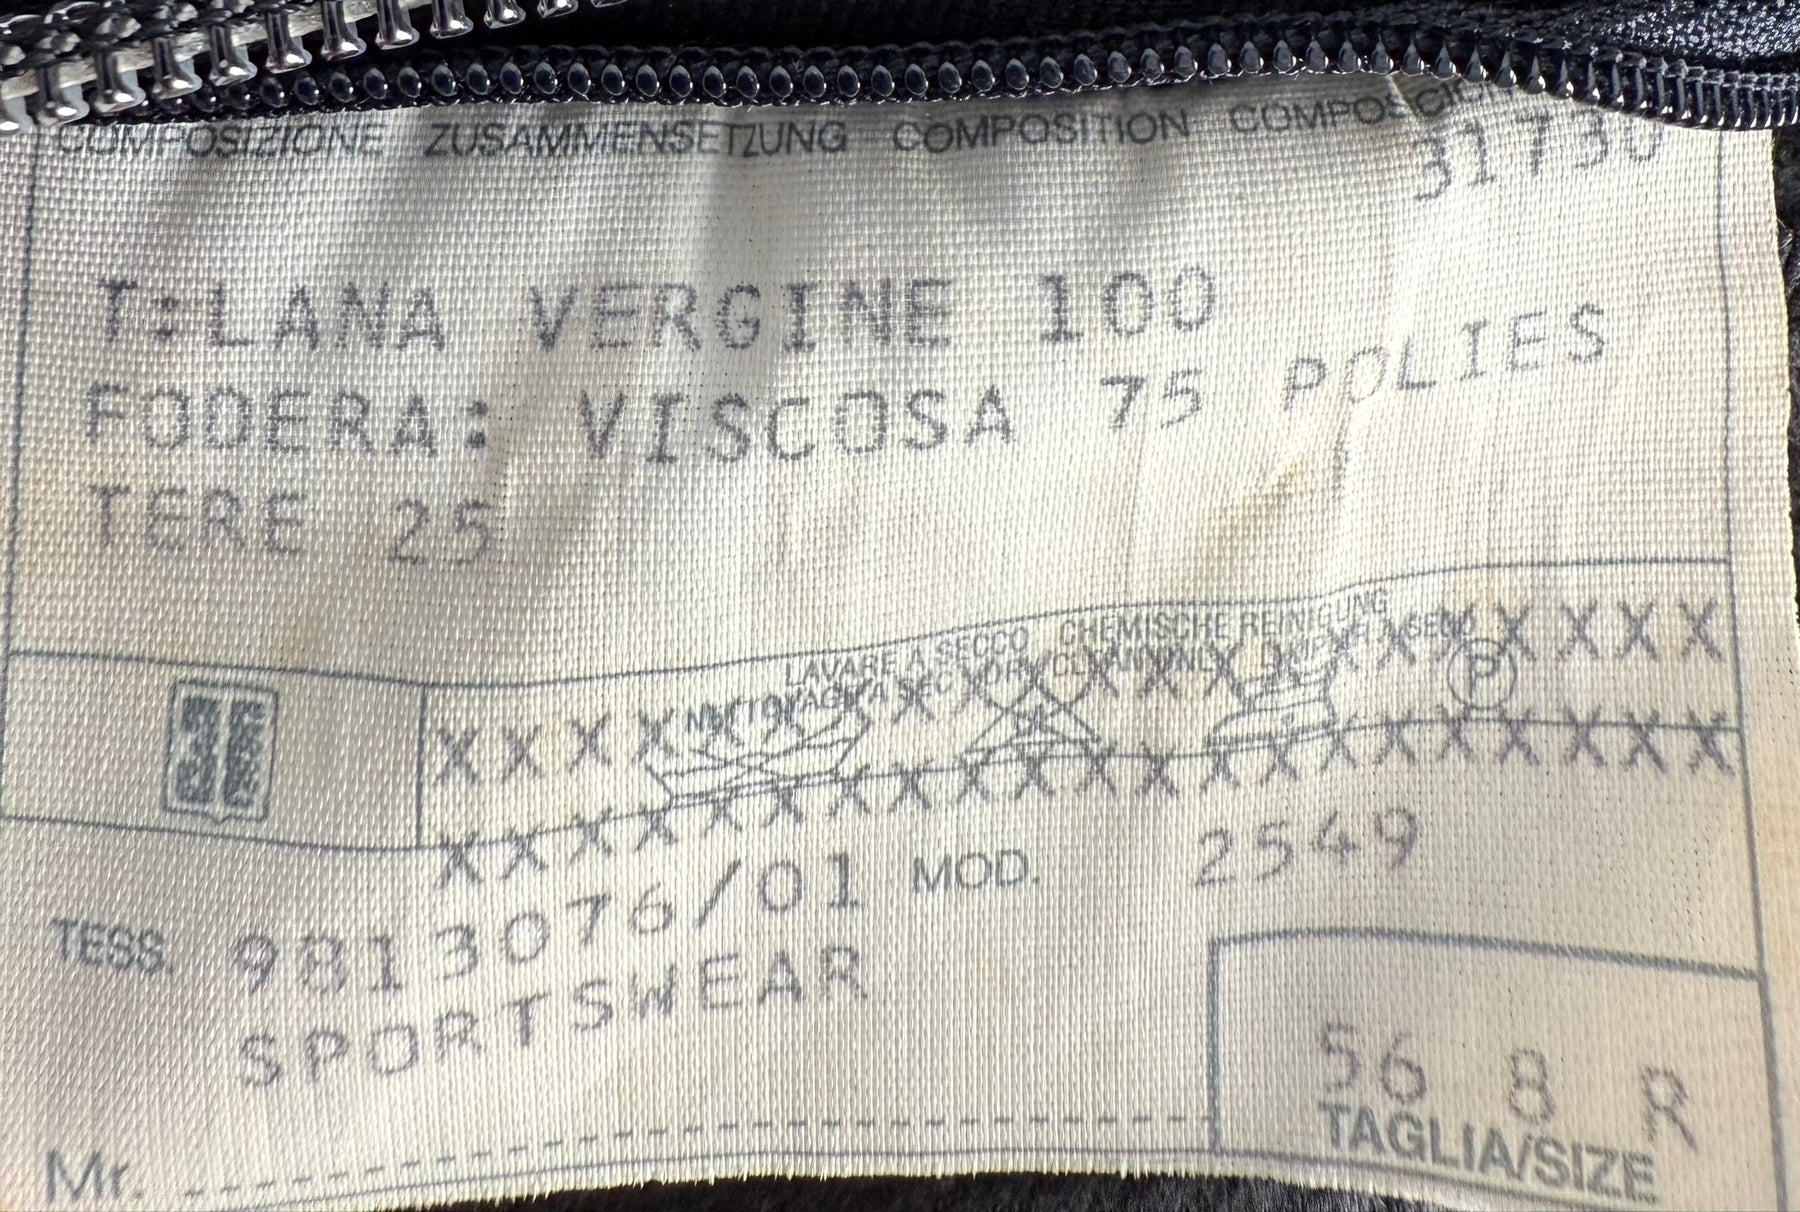 COMPOSIZIONE ZUSAMMENSETZUNG COMPOSITION
31730
T:LANA VERGINE 100
FODERA: VISCOSA 75 POLIES
TERE 25
LAVARE A SECCO CHEMISCHE REINIGUNG
XXXXXXXXXXXXXXXXXXXXX
P
XXXXXXXXXXXXXXXXXXXXX
TESS. 9813076/01 MOD. 2549
SPORTSWEAR
56 8 R
TAGLIA/SIZE
Mr.